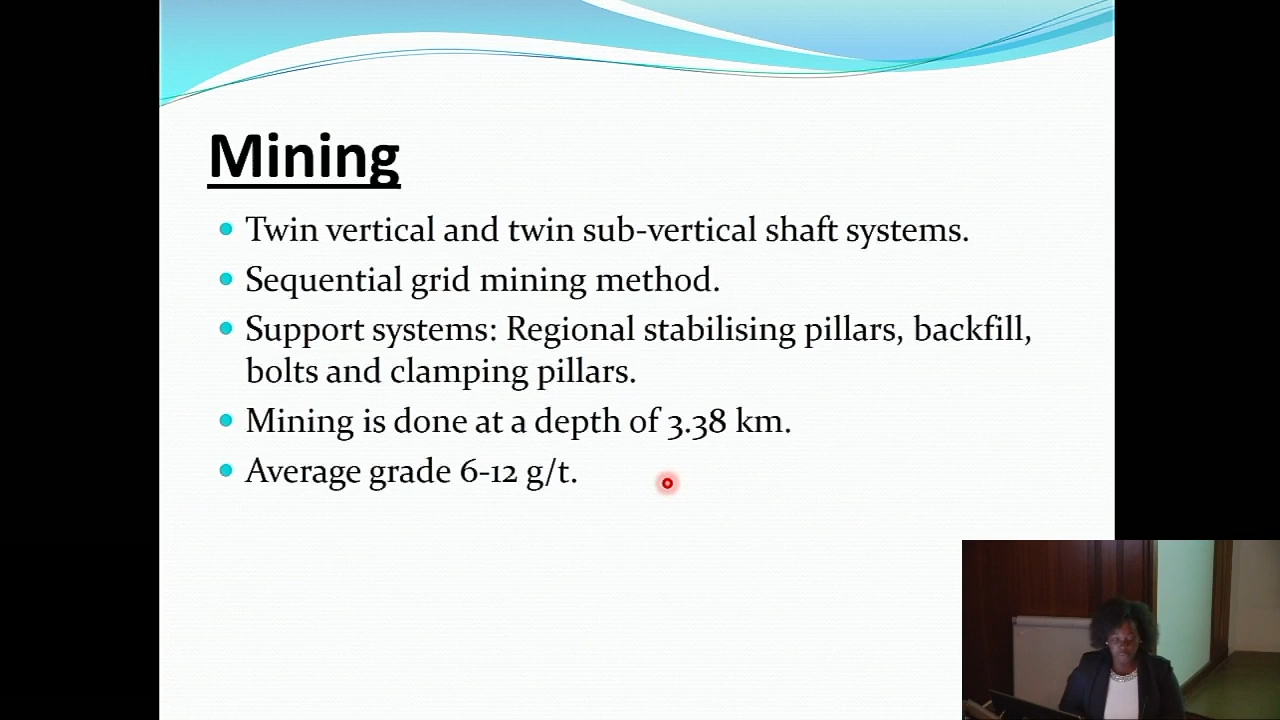 Mining
Twin vertical and twin sub-vertical shaft systems.
Sequential grid mining method.
Support systems: Regional stabilising pillars, backfill,
bolts and clamping pillars.
Mining is done at a depth of 3.38 km.
Average grade 6-12 g/t.